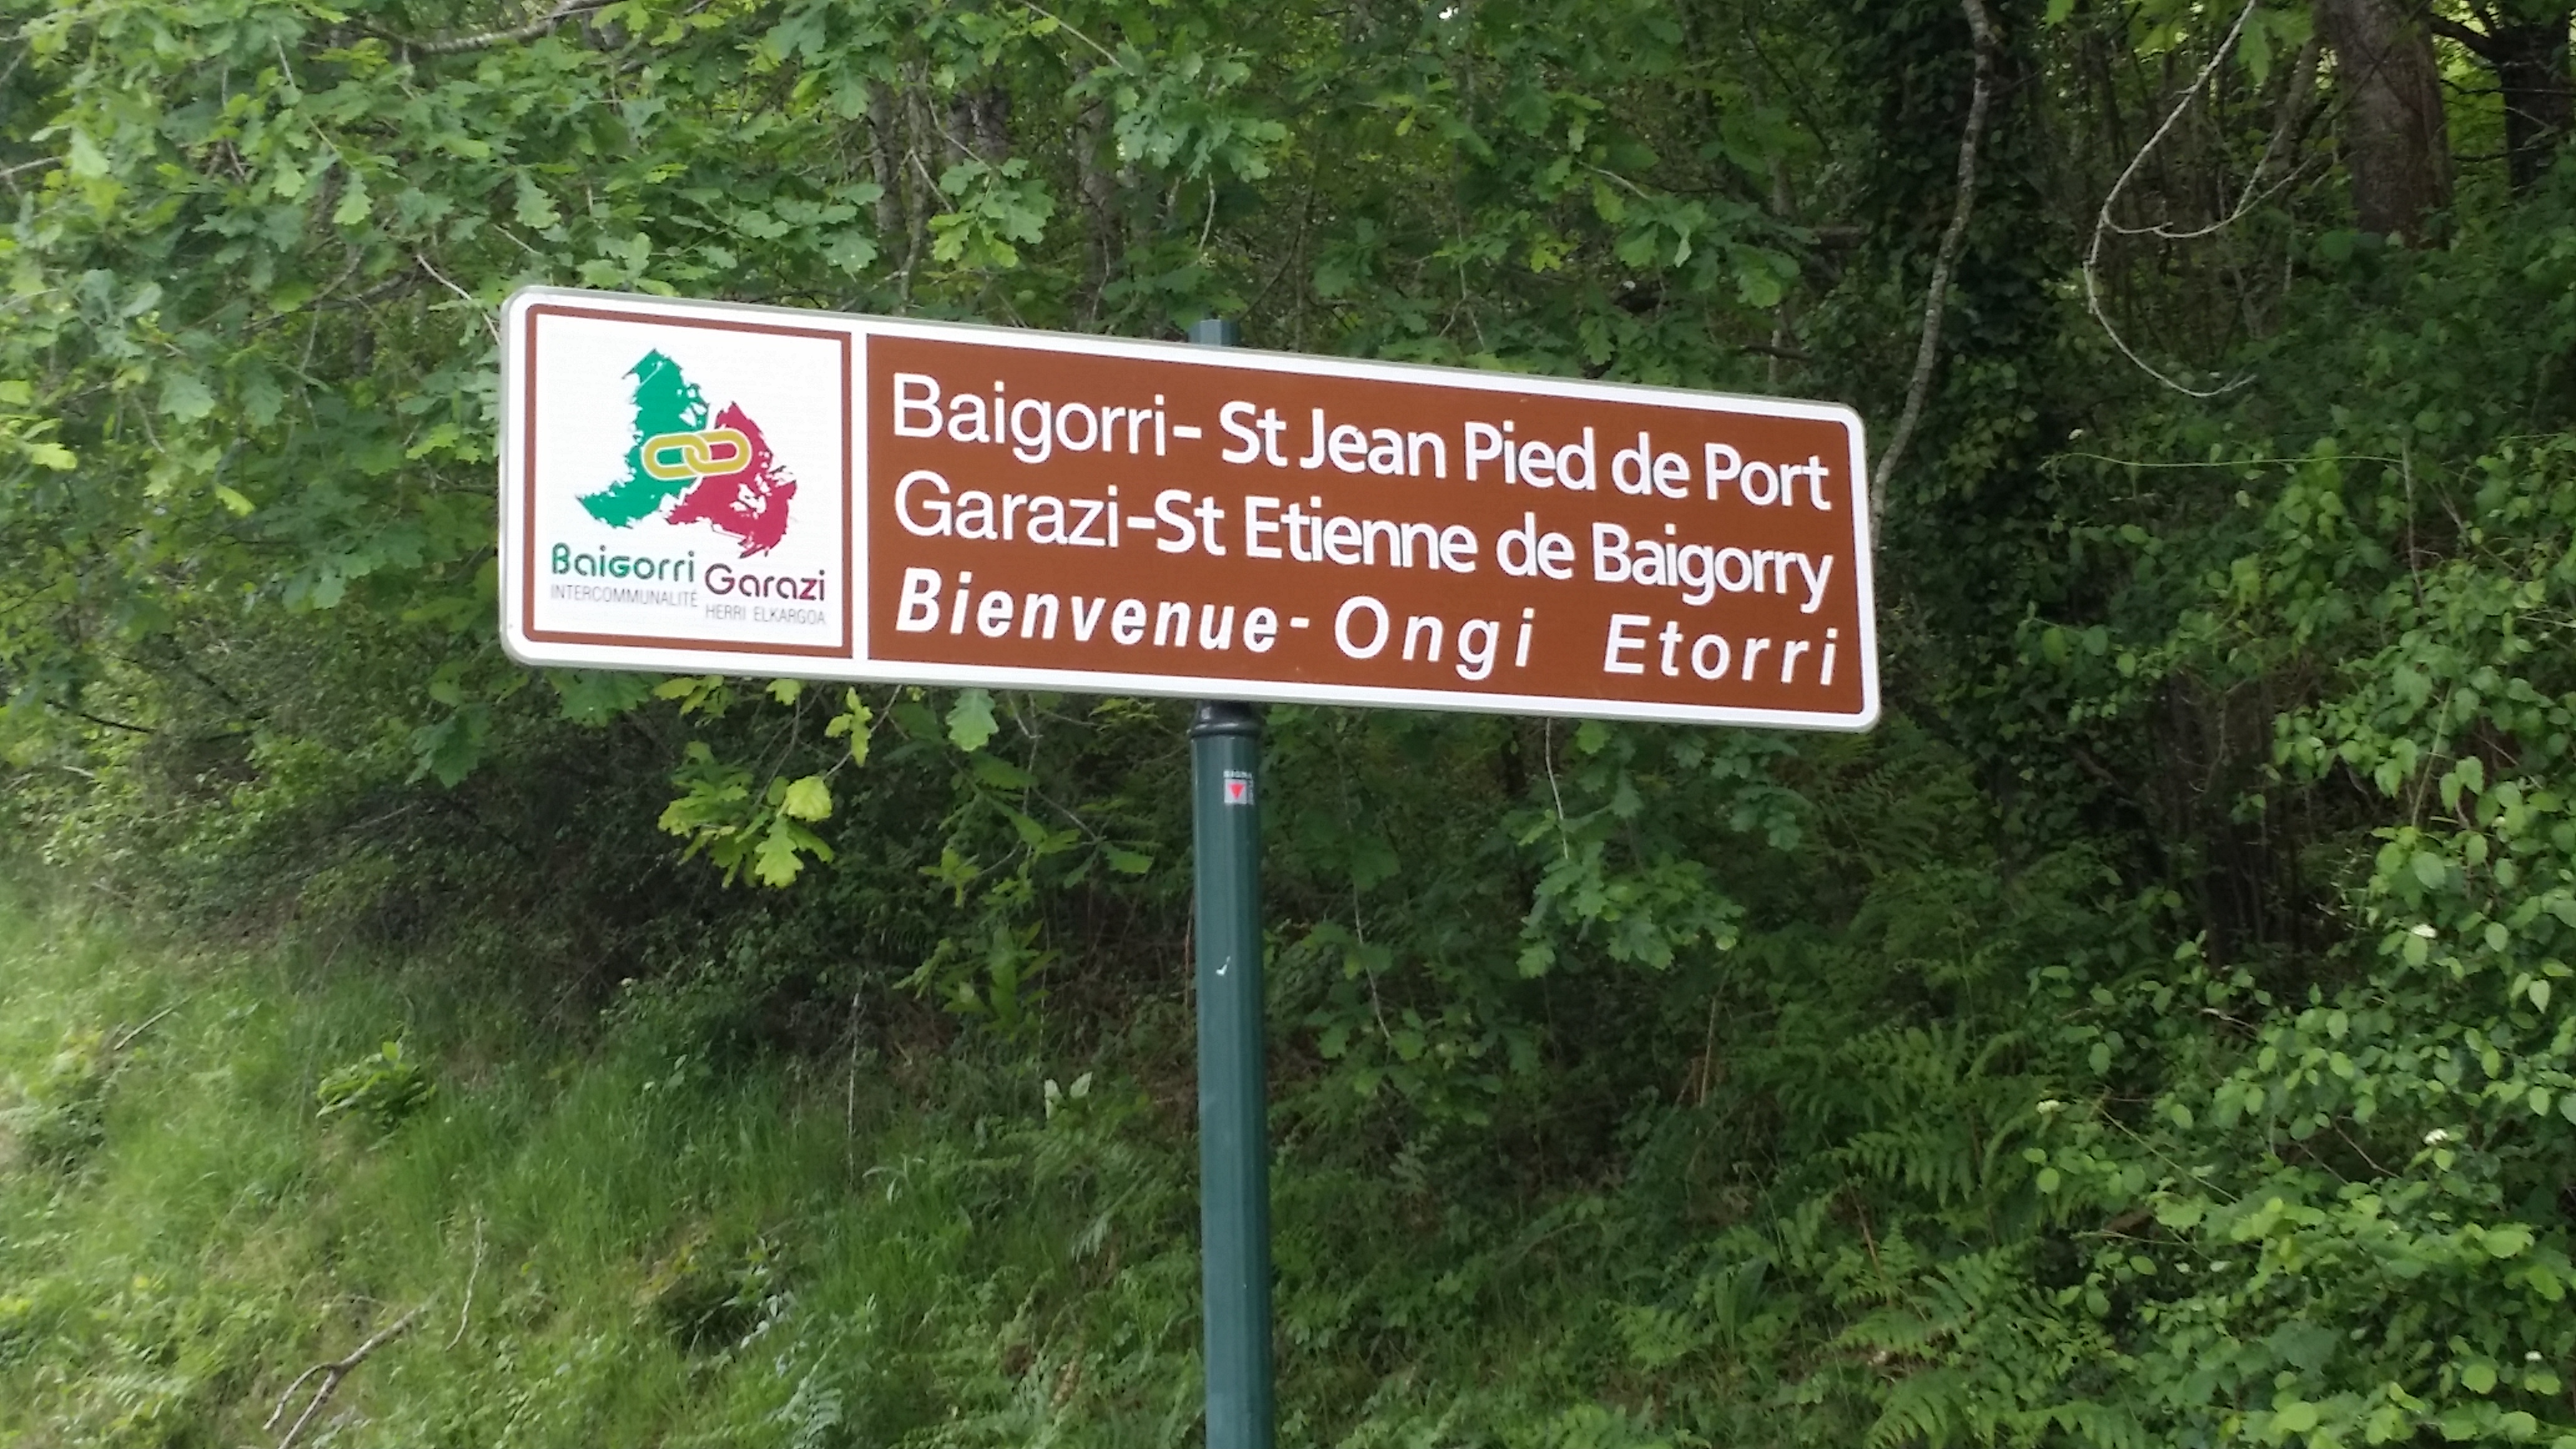 Baigorri
INTERCOMMUNALITÉ
Garazi
HERRI ELKARGOA
Baigorri- St Jean Pied de Port
Garazi-St Etienne de Baigorry
Bienvenue- Ongi Etorri